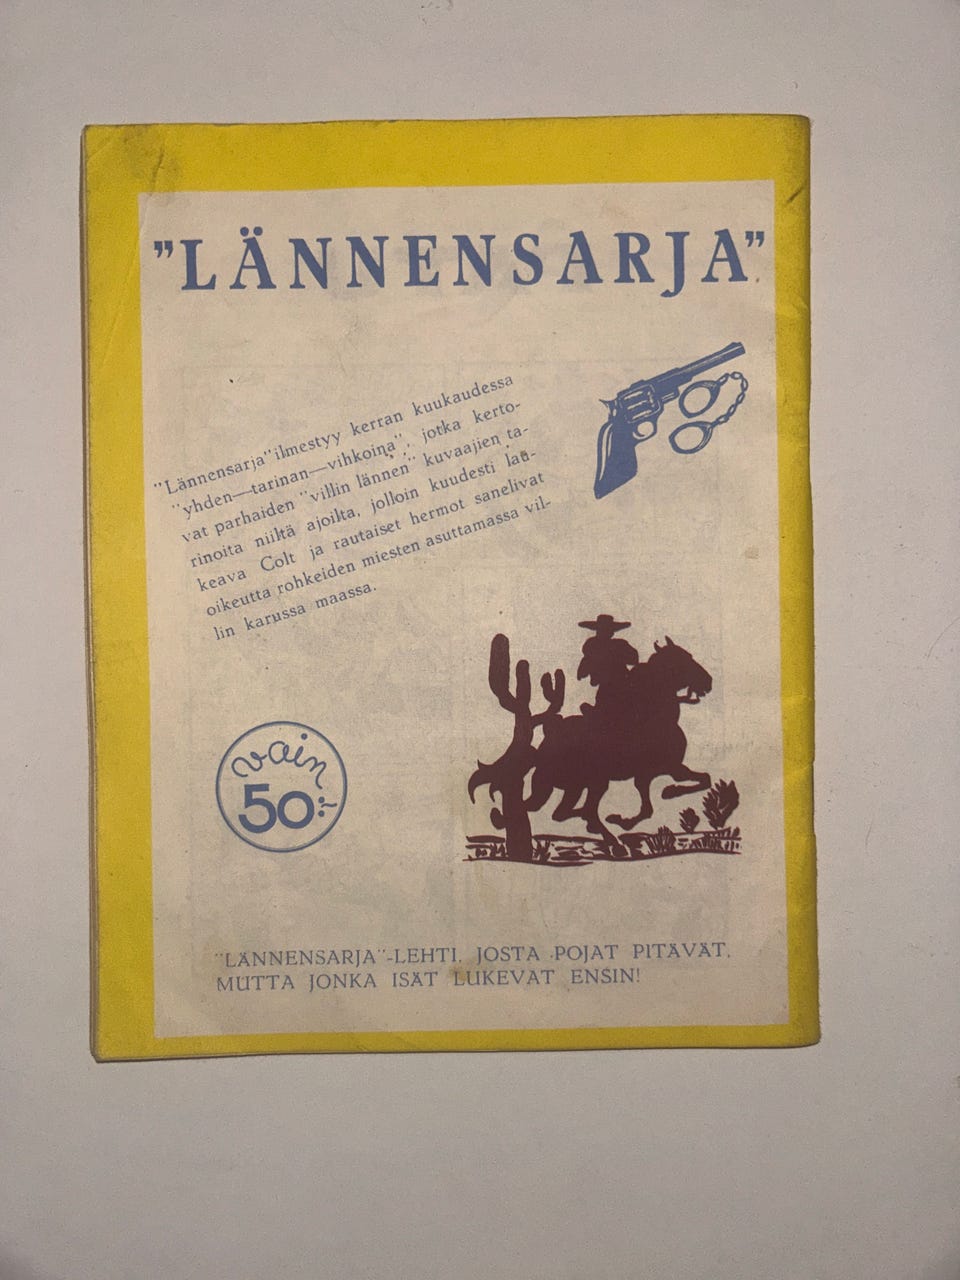 "LÄNNENSARJA"
"Lännensarja" ilmestyy kerran kuukaudessa
"yhden—tarinan—vihkoina", jotka kerto-
vat parhaiden "villin lännen" kuvaajien ta-
rinoita niiltä ajoilta, jolloin kuudesti lau-
keava Colt ja rautaiset hermot sanelivat
oikeutta rohkeiden miesten asuttamassa vil-
lin karussa maassa.
vain
50:-
"LÄNNENSARJA"-LEHTI, JOSTA POJAT PITÄVÄT,
MUTTA JONKA ISÄT LUKEVAT ENSIN!